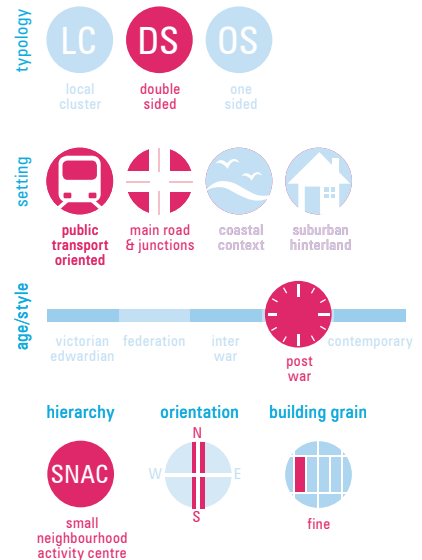 typology
LC
DS
OS
local
cluster
double
sided
one
sided
setting
public
transport
oriented
main road
& junctions
coastal
context
suburban
hinterland
age/style
victorian
edwardian
federation
inter
war
post
war
contemporary
hierarchy
orientation
building grain
SNAC
N
W
E
S
small
neighbourhood
activity centre
fine